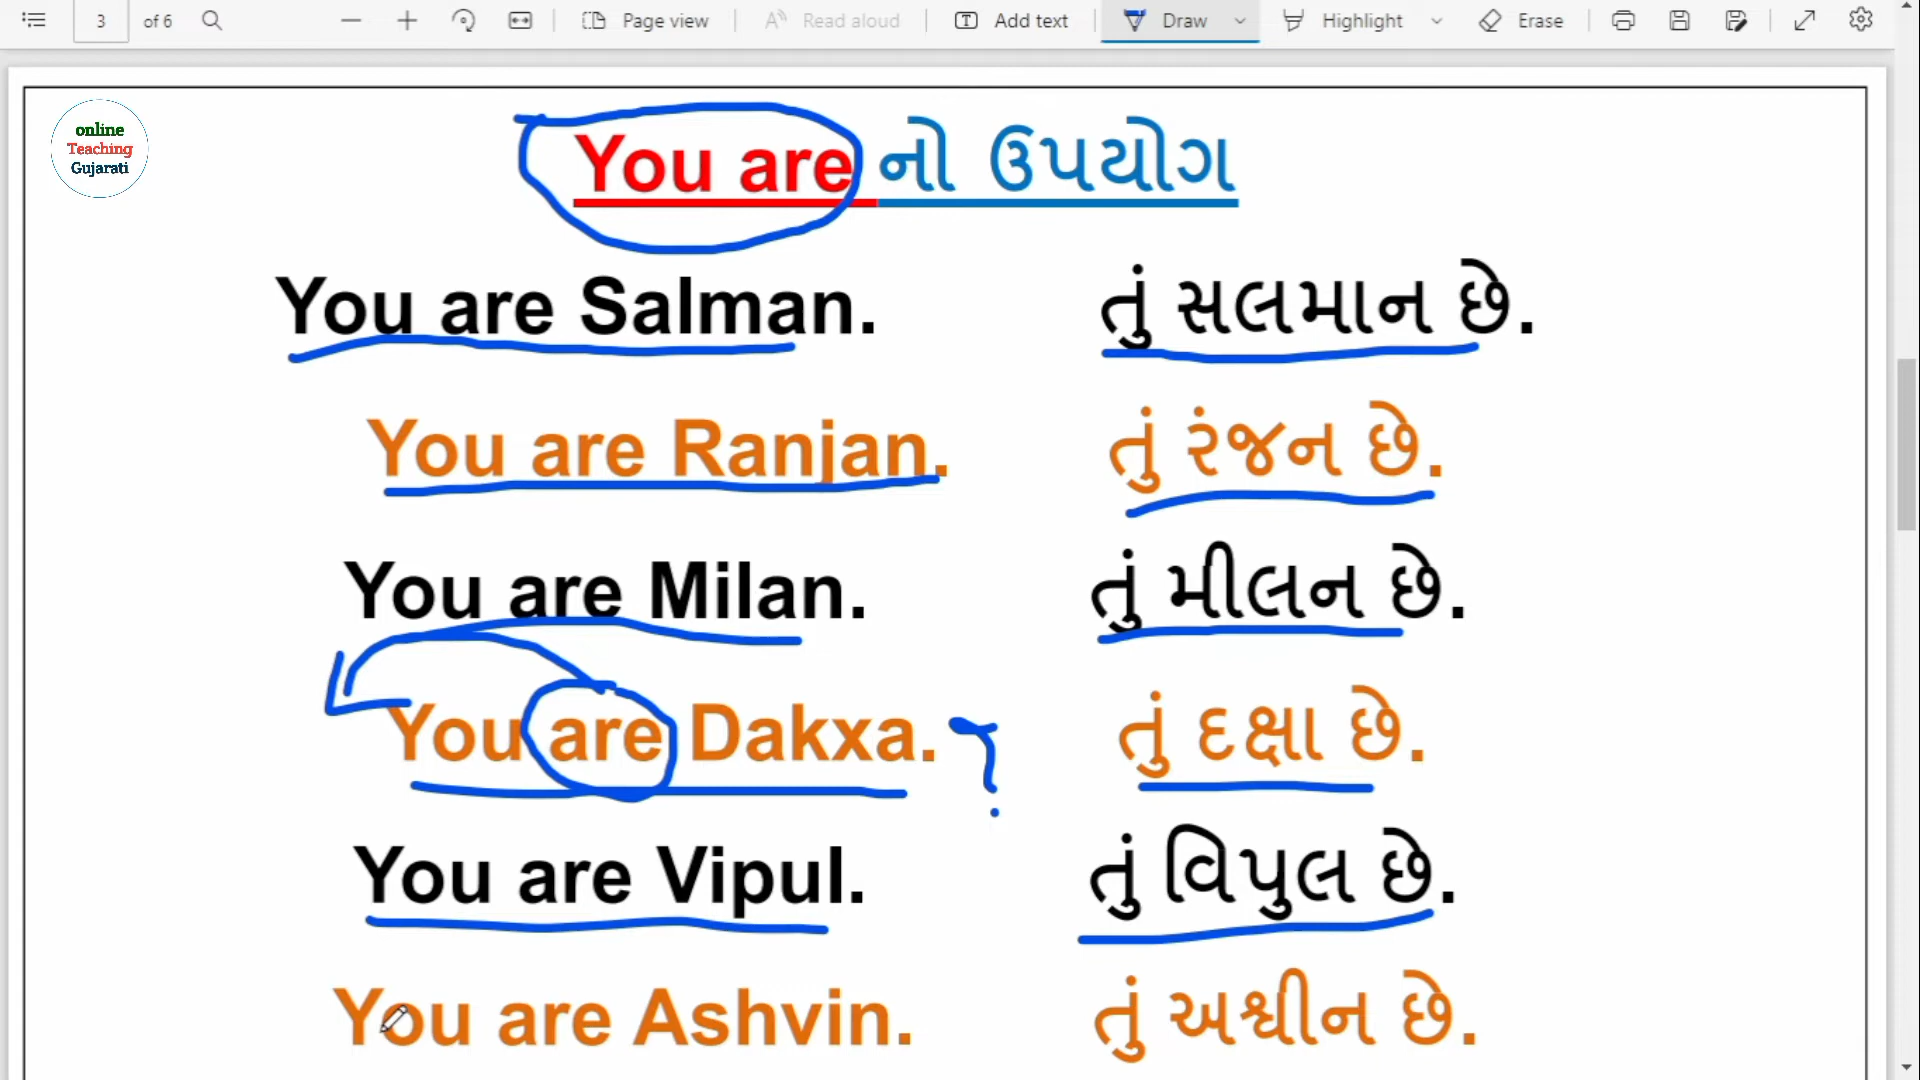 3 of 6 Page view Read aloud Add text Draw Highlight Erase
online
Teaching
Gujarati
You are નો ઉપયોગ
You are Salman. તું સલમાન છે.
You are Ranjan. તું રંજન છે.
You are Milan. તું મીલન છે.
You are Dakxa. ? તું દક્ષા છે.
You are Vipul. તું વિપુલ છે.
You are Ashvin. તું અશ્વીન છે.